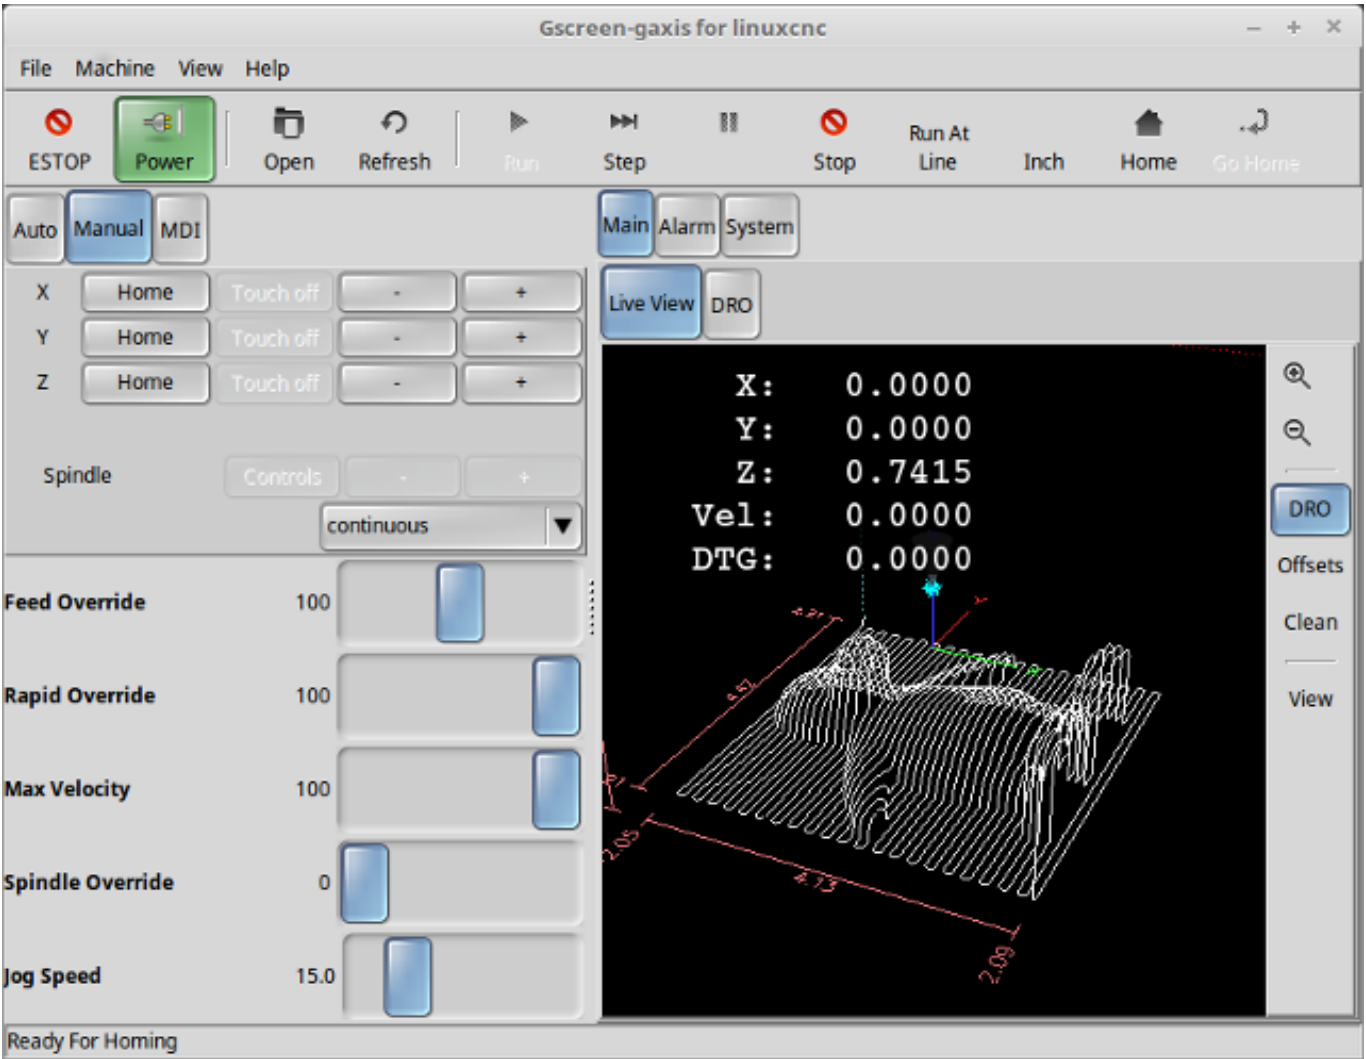 Gscreen-gaxis for linuxcnc
File Machine View Help
ESTOP Power Open Refresh Run Step Stop Run At Line Inch Home Go Home
Auto Manual MDI
Main Alarm System
X Home Touch off - +
Y Home Touch off - +
Z Home Touch off - +
Spindle Controls - +
continuous
Feed Override 100
Rapid Override 100
Max Velocity 100
Spindle Override 0
Jog Speed 15.0
Live View DRO
X: 0.0000
Y: 0.0000
Z: 0.7415
Vel: 0.0000
DTG: 0.0000
2.05
4.13
2.09
DRO
Offsets
Clean
View
Ready For Homing